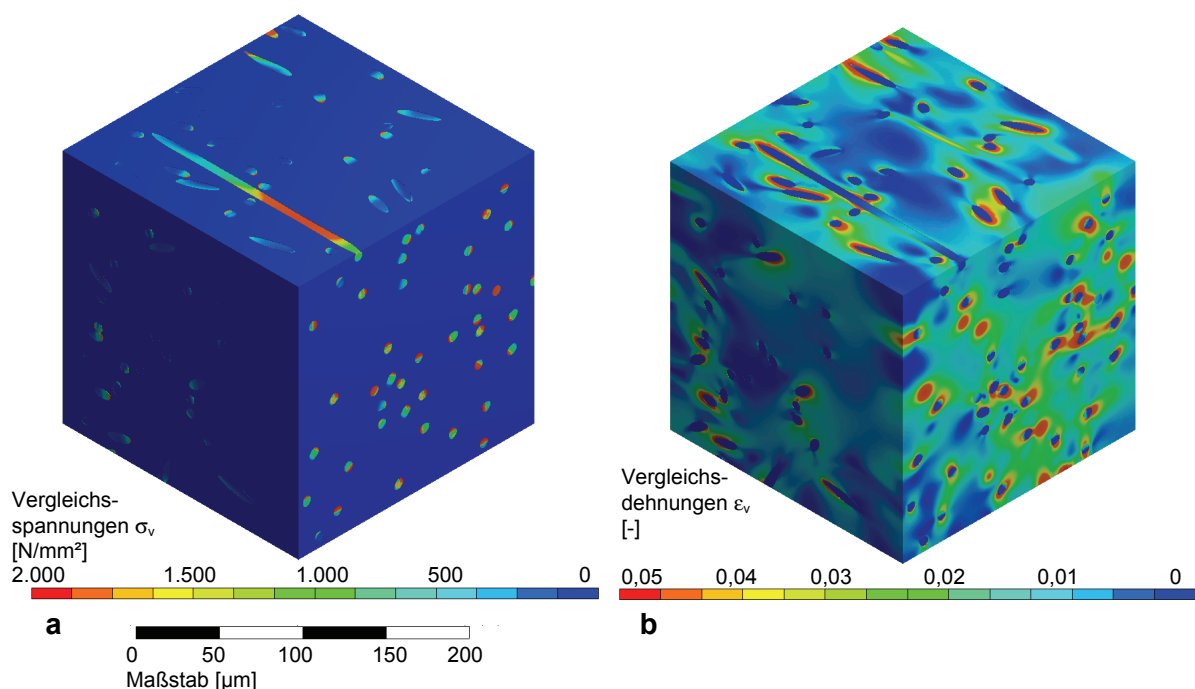 Vergleichs-
spannungen σv
[N/mm²]
2.000 1.500 1.000 500 0
a
0 50 100 150 200
Maßstab [µm]
Vergleichs-
dehnungen εv
[-]
0,05 0,04 0,03 0,02 0,01 0
b